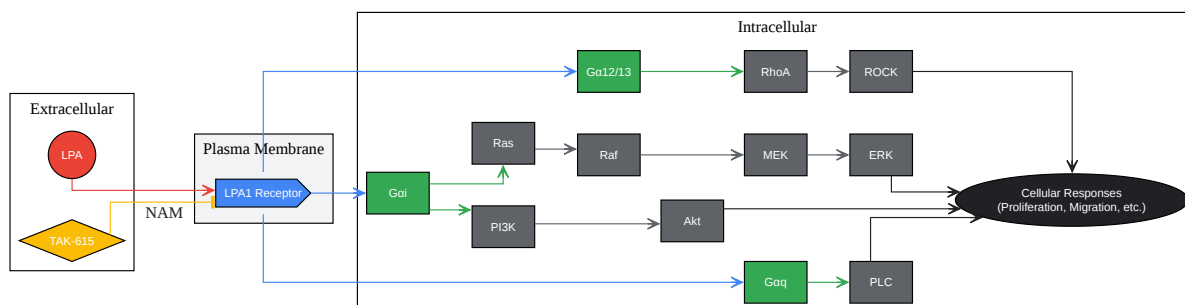 Intracellular
Gα12/13
RhoA
ROCK
Extracellular
LPA
Plasma Membrane
LPA1 Receptor
NAM
TAK-615
Gαi
Ras
Raf
MEK
ERK
PI3K
Akt
Cellular Responses
(Proliferation, Migration, etc.)
Gαq
PLC